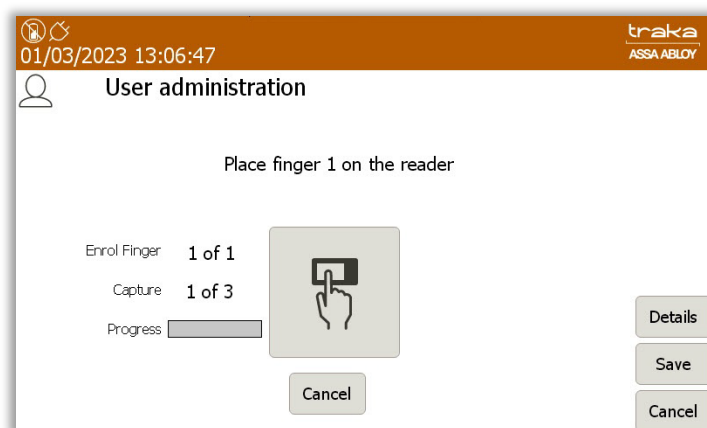 traka
01/03/2023 13:06:47
ASSA ABLOY
User administration
Place finger 1 on the reader
Enrol Finger 1 of 1
Capture 1 of 3
Progress
Details
Save
Cancel
Cancel